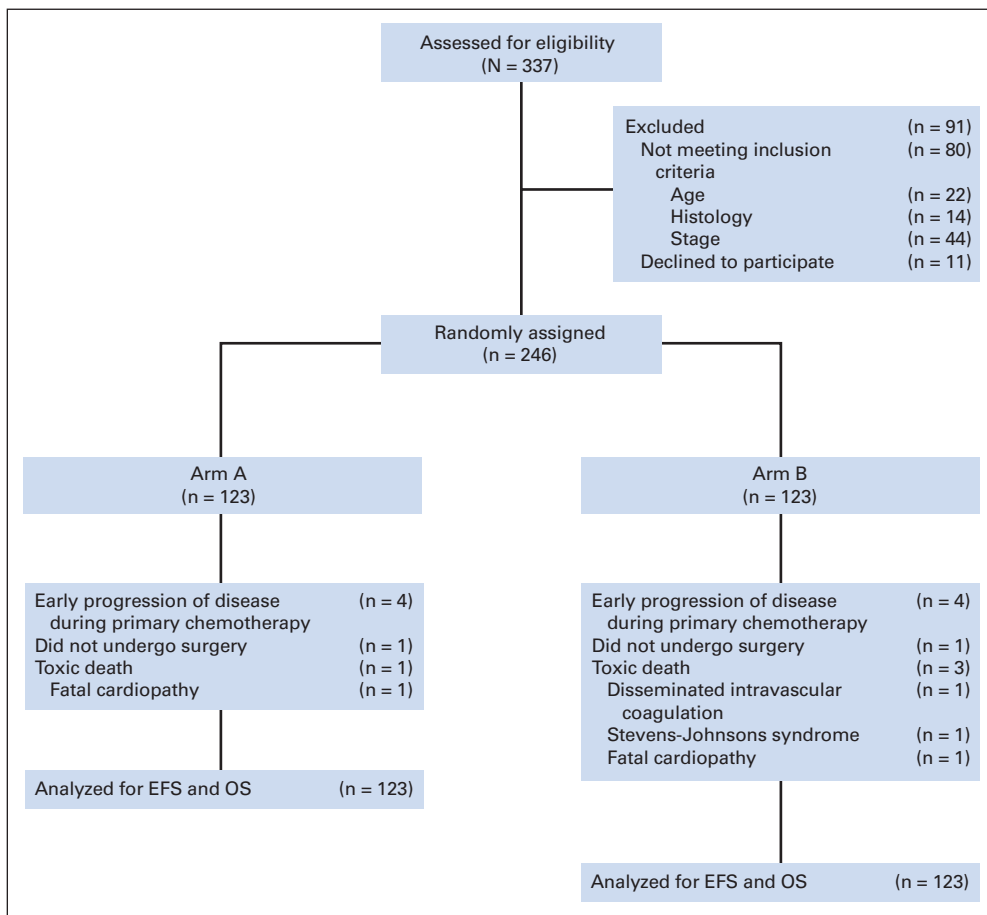 Assessed for eligibility
(N = 337)
Excluded (n = 91)
Not meeting inclusion (n = 80)
criteria
Age (n = 22)
Histology (n = 14)
Stage (n = 44)
Declined to participate (n = 11)
Randomly assigned
(n = 246)
Arm A
(n = 123)
Early progression of disease (n = 4)
during primary chemotherapy
Did not undergo surgery (n = 1)
Toxic death (n = 1)
Fatal cardiopathy (n = 1)
Analyzed for EFS and OS (n = 123)
Arm B
(n = 123)
Early progression of disease (n = 4)
during primary chemotherapy
Did not undergo surgery (n = 1)
Toxic death (n = 3)
Disseminated intravascular (n = 1)
coagulation
Stevens-Johnsons syndrome (n = 1)
Fatal cardiopathy (n = 1)
Analyzed for EFS and OS (n = 123)